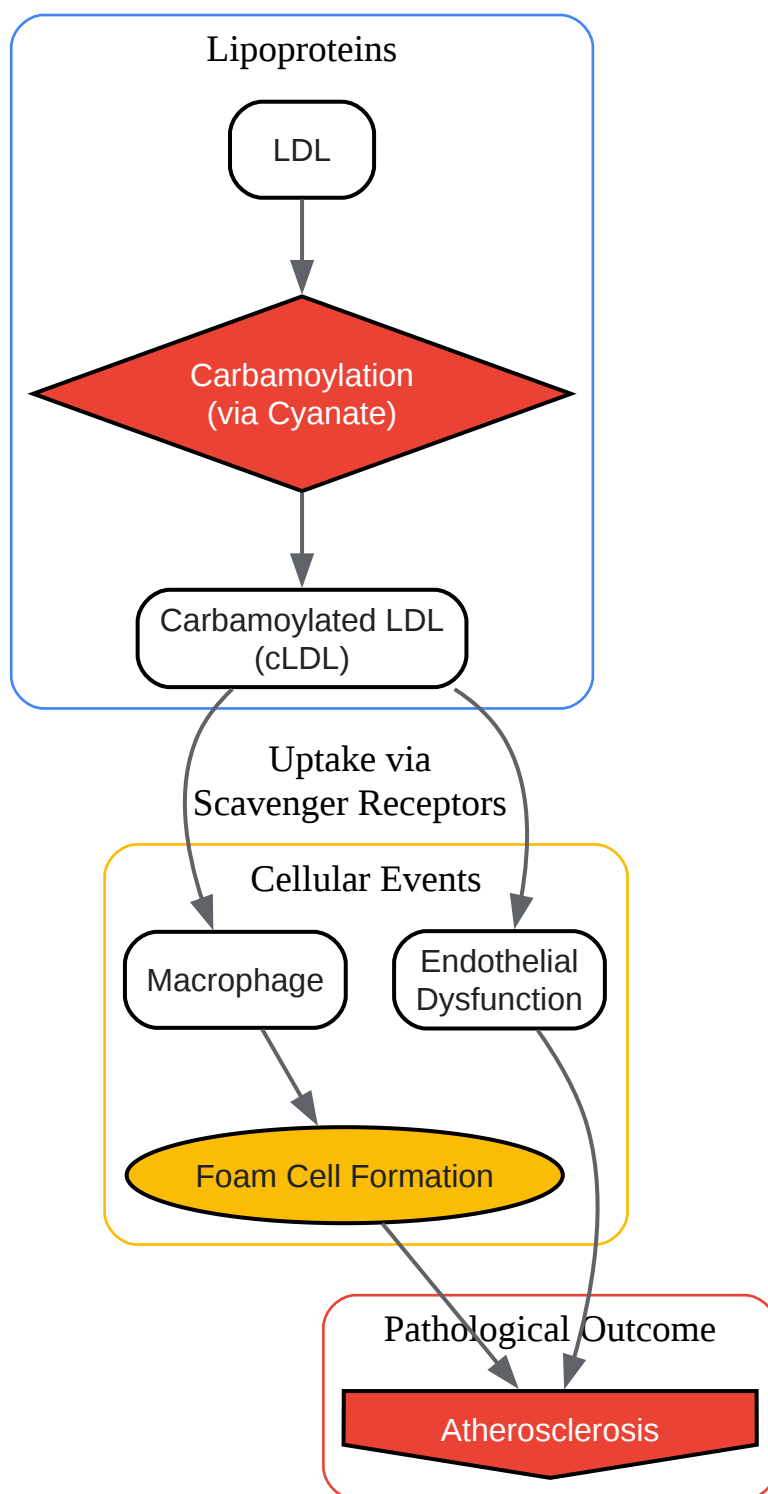 Lipoproteins
LDL
Carbamoylation
(via Cyanate)
Carbamoylated LDL
(cLDL)
Uptake via
Scavenger Receptors
Cellular Events
Macrophage
Endothelial
Dysfunction
Foam Cell Formation
Pathological Outcome
Atherosclerosis